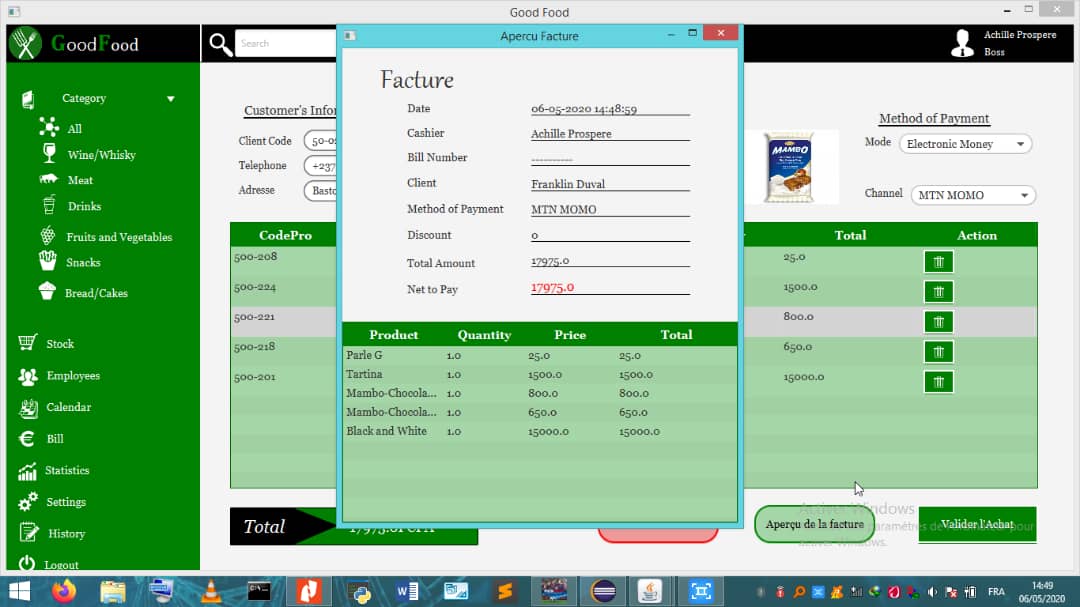 Good Food
GoodFood
Search
Achille Prospere
Boss
Category
All
Wine/Whisky
Meat
Drinks
Fruits and Vegetables
Snacks
Bread/Cakes
Stock
Employees
Calendar
Bill
Statistics
Settings
History
Logout
Customer's Infor
Client Code
50-0
Telephone
+237
Adresse
Basto
Apercu Facture
Facture
Date 06-05-2020 14:48:59
Cashier Achille Prospere
Bill Number -----------
Client Franklin Duval
Method of Payment MTN MOMO
Discount 0
Total Amount 17975.0
Net to Pay 17975.0
Product Quantity Price Total
Parle G 1.0 25.0 25.0
Tartina 1.0 1500.0 1500.0
Mambo-Chocola... 1.0 800.0 800.0
Mambo-Chocola... 1.0 650.0 650.0
Black and White 1.0 15000.0 15000.0
MAMBO
Method of Payment
Mode Electronic Money
Channel MTN MOMO
CodePro Total Action
500-208 25.0
500-224 1500.0
500-221 800.0
500-218 650.0
500-201 15000.0
Total
Aperçu de la facture
Valider l'Achat
Activer Windows
FRA
14:49
06/05/2020